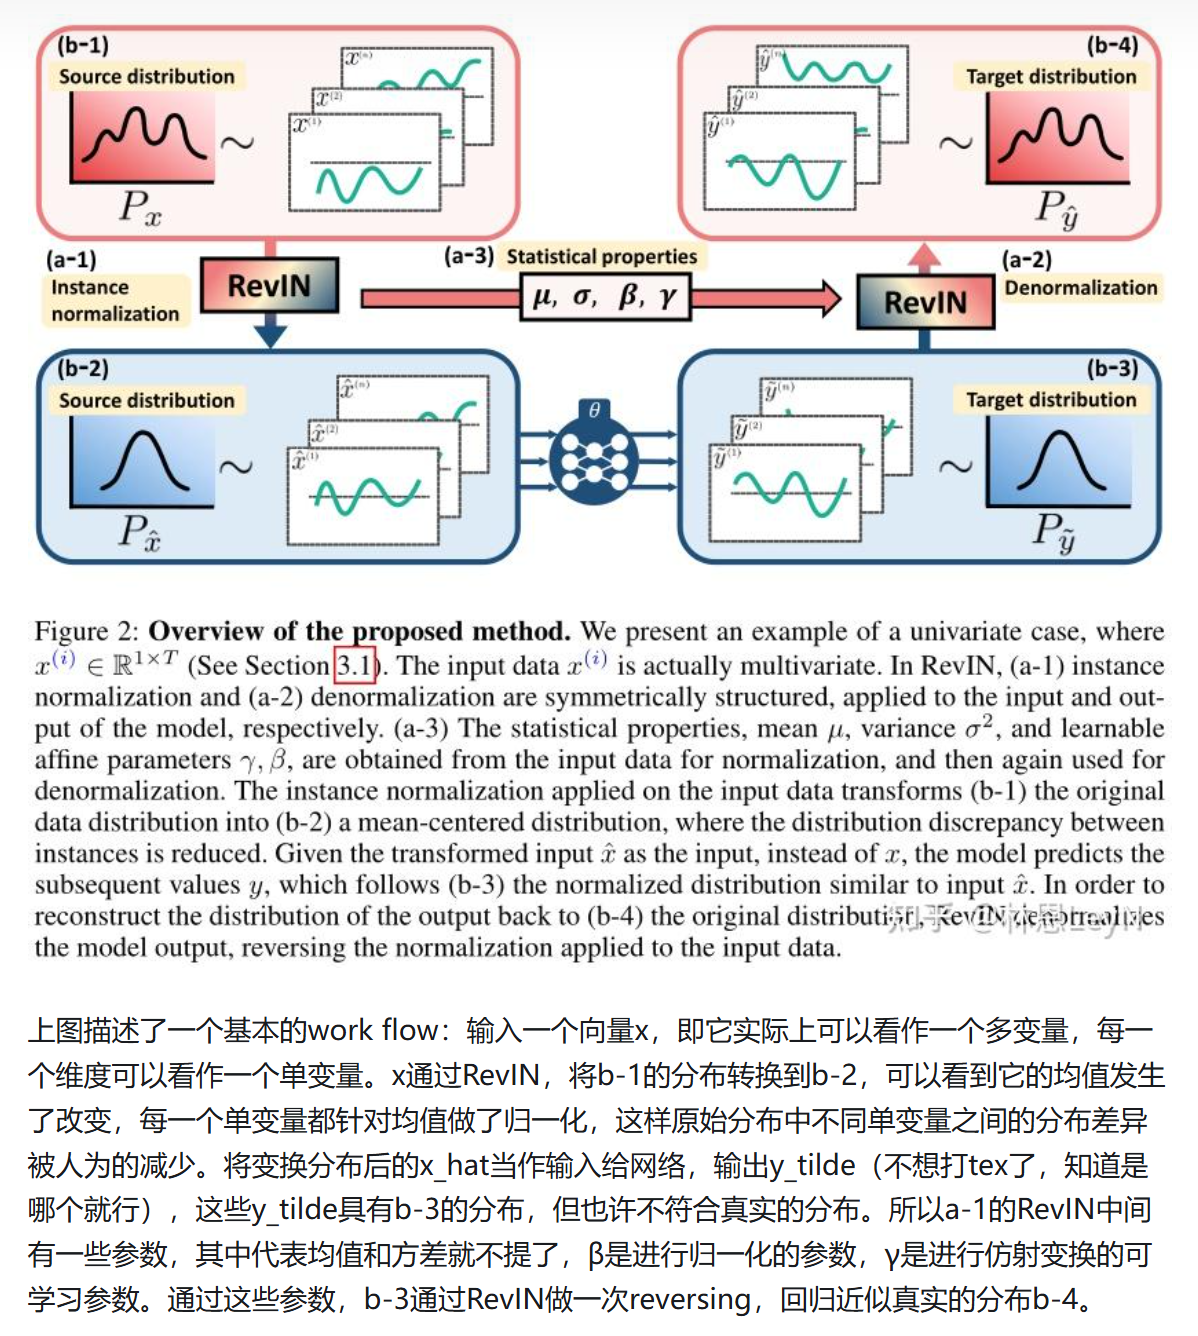 (b-1)
Source distribution
x(n)
x(2)
x(1)
~
Px
(b-4)
Target distribution
ŷ(n)
ŷ(2)
ŷ(1)
~
Pŷ
(a-1)
Instance
normalization
RevIN
(a-3) Statistical properties
μ, σ, β, γ
RevIN
(a-2)
Denormalization
(b-2)
Source distribution
x̂(n)
x̂(2)
x̂(1)
~
Px̂
θ
(b-3)
Target distribution
ỹ(n)
ỹ(2)
ỹ(1)
~
Pỹ
Figure 2: Overview of the proposed method. We present an example of a univariate case, where
x(i) ∈ ℝ1×T (See Section 3.1). The input data x(i) is actually multivariate. In RevIN, (a-1) instance
normalization and (a-2) denormalization are symmetrically structured, applied to the input and out-
put of the model, respectively. (a-3) The statistical properties, mean μ, variance σ2, and learnable
affine parameters γ, β, are obtained from the input data for normalization, and then again used for
denormalization. The instance normalization applied on the input data transforms (b-1) the original
data distribution into (b-2) a mean-centered distribution, where the distribution discrepancy between
instances is reduced. Given the transformed input x̂ as the input, instead of x, the model predicts the
subsequent values y, which follows (b-3) the normalized distribution similar to input x̂. In order to
reconstruct the distribution of the output back to (b-4) the original distribution, RevIN denormalizes
the model output, reversing the normalization applied to the input data.
知乎 @林恩LeyN
上图描述了一个基本的work flow：输入一个向量x，即它实际上可以看作一个多变量，每一
个维度可以看作一个单变量。x通过RevIN，将b-1的分布转换到b-2，可以看到它的均值发生
了改变，每一个单变量都针对均值做了归一化，这样原始分布中不同单变量之间的分布差异
被人为的减少。将变换分布后的x_hat当作输入给网络，输出y_tilde（不想打tex了，知道是
哪个就行），这些y_tilde具有b-3的分布，但也许不符合真实的分布。所以a-1的RevIN中间
有一些参数，其中代表均值和方差就不提了，β是进行归一化的参数，γ是进行仿射变换的可
学习参数。通过这些参数，b-3通过RevIN做一次reversing，回归近似真实的分布b-4。